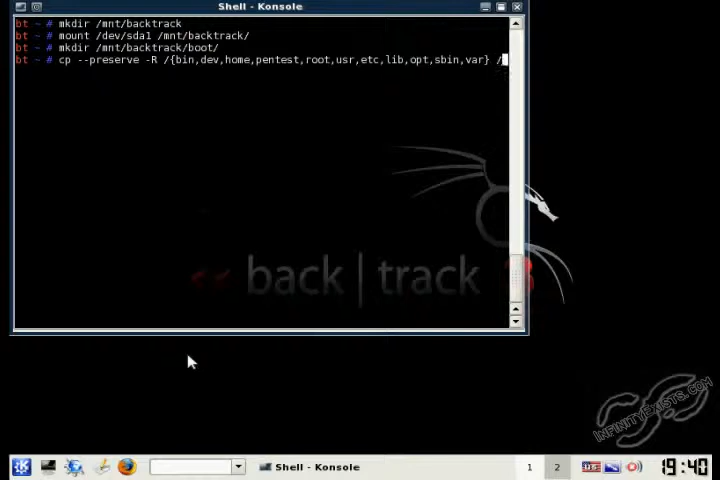 Shell - Konsole
bt ~ # mkdir /mnt/backtrack
bt ~ # mount /dev/sda1 /mnt/backtrack/
bt ~ # mkdir /mnt/backtrack/boot/
bt ~ # cp --preserve -R /{bin,dev,home,pentest,root,usr,etc,lib,opt,sbin,var} /
<< back | track 3
INFINITYEXISTS.COM
Shell - Konsole
1
2
19:40